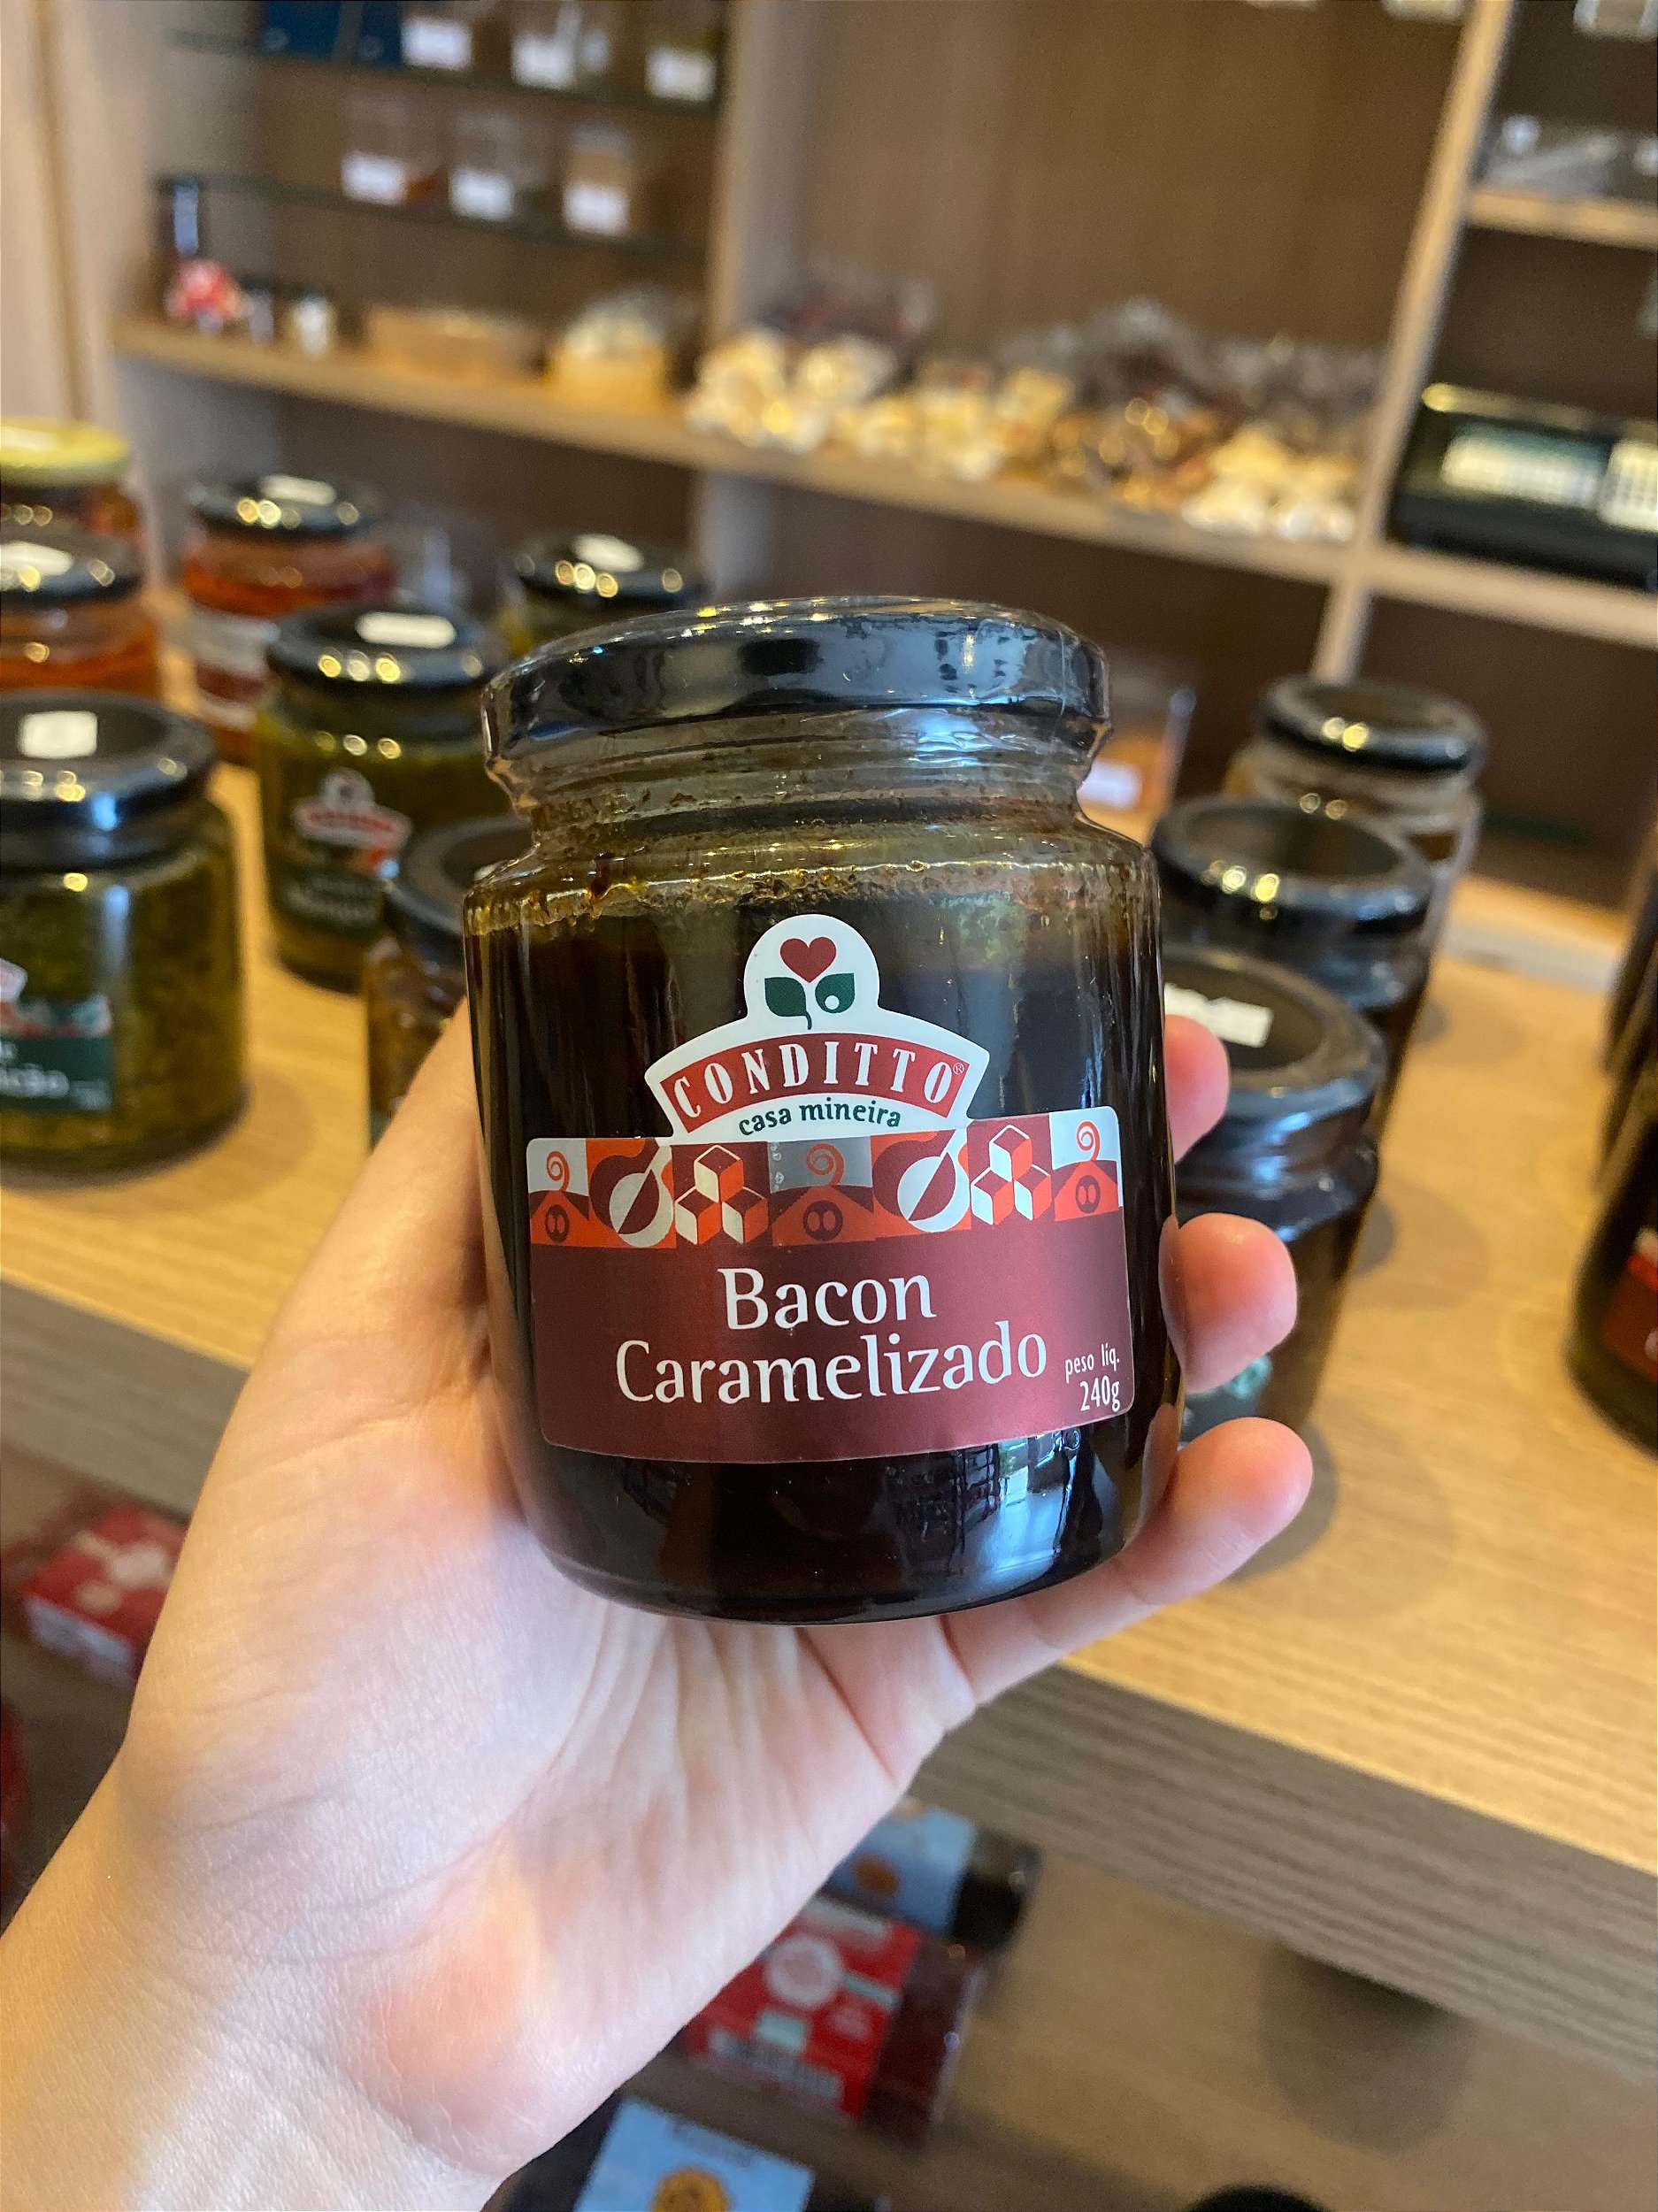 CONDITTO®
casa mineira
Bacon
Caramelizado
peso líq.
240g